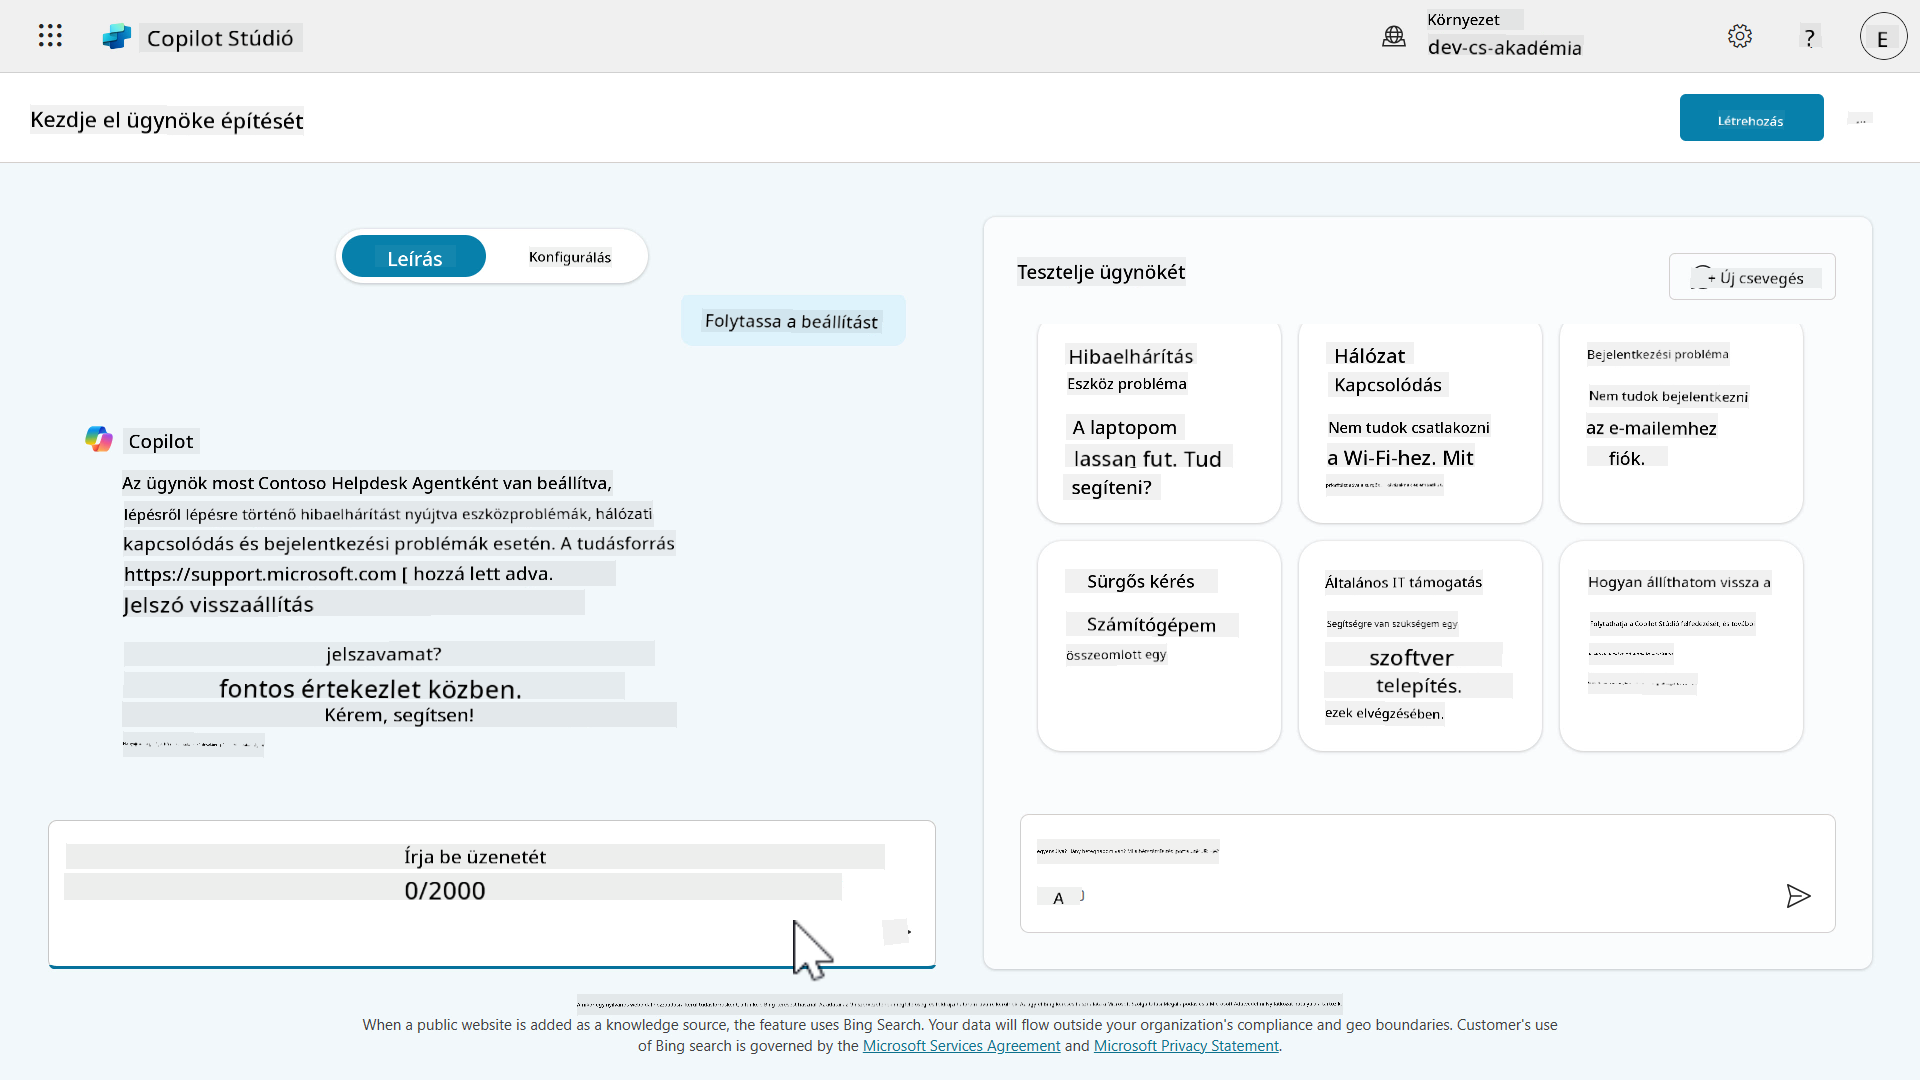 Copilot Stúdió
Környezet
dev-cs-akadémia
?
E
Kezdje el ügynöke építését
Létrehozás
...
Leírás
Konfigurálás
Folytassa a beállítást
Copilot
Az ügynök most Contoso Helpdesk Agentként van beállítva,
lépésről lépésre történő hibaelhárítást nyújtva eszközproblémák, hálózati
kapcsolódás és bejelentkezési problémák esetén. A tudásforrás
https://support.microsoft.com [ hozzá lett adva.
Jelszó visszaállítás
jelszavamat?
fontos értekezlet közben.
Kérem, segítsen!
Írja be üzenetét
0/2000
Tesztelje ügynökét
+ Új csevegés
Hibaelhárítás
Eszköz probléma
A laptopom
lassan fut. Tud
segíteni?
Hálózat
Kapcsolódás
Nem tudok csatlakozni
a Wi-Fi-hez. Mit
Bejelentkezési probléma
Nem tudok bejelentkezni
az e-mailemhez
fiók.
Sürgős kérés
Számítógépem
összeomlott egy
Általános IT támogatás
Segítségre van szükségem egy
szoftver
telepítés.
ezek elvégzésében.
Hogyan állíthatom vissza a
Folytathatja a Copilot Stúdió felfedezését, és további
A
When a public website is added as a knowledge source, the feature uses Bing Search. Your data will flow outside your organization's compliance and geo boundaries. Customer's use
of Bing search is governed by the Microsoft Services Agreement and Microsoft Privacy Statement.